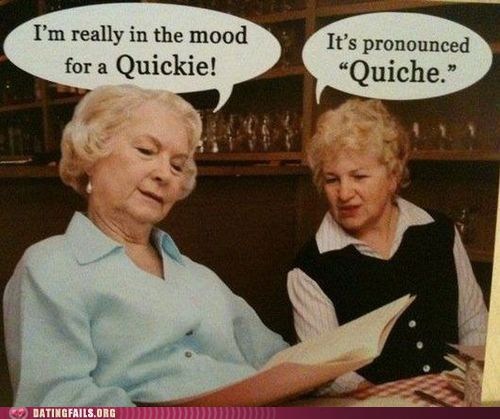 I'm really in the mood
for a Quickie!
It's pronounced
"Quiche."
DATINGFAILS.ORG